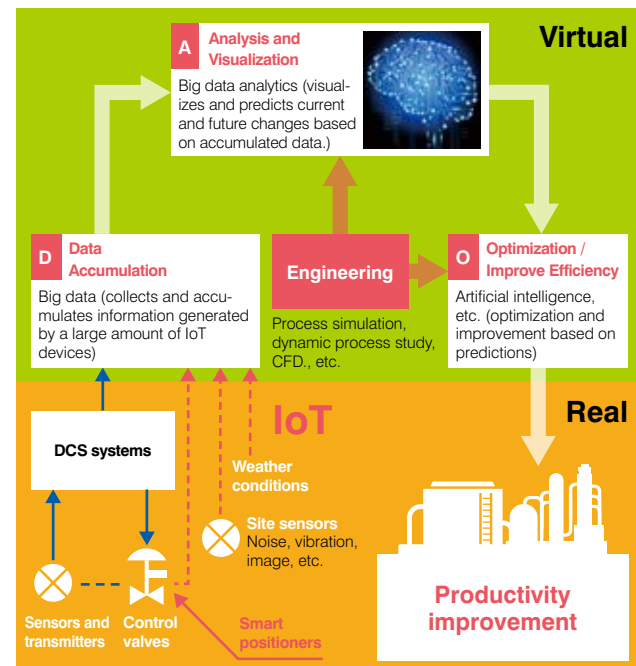 Virtual
A
Analysis and
Visualization
Big data analytics (visual-
izes and predicts current
and future changes based
on accumulated data.)
D
Data
Accumulation
Big data (collects and accu-
mulates information generated
by a large amount of IoT
devices)
Engineering
Process simulation,
dynamic process study,
CFD., etc.
O
Optimization /
Improve Efficiency
Artificial intelligence,
etc. (optimization and
improvement based on
predictions)
IoT
Real
DCS systems
Weather
conditions
Site sensors
Noise, vibration,
image, etc.
Sensors and
transmitters
Control
valves
Smart
positioners
Productivity
improvement